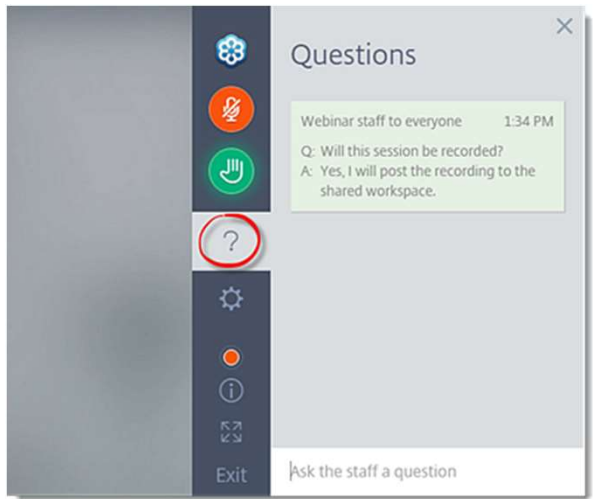 Questions
Webinar staff to everyone 1:34 PM
Q: Will this session be recorded?
A: Yes, I will post the recording to the
shared workspace.
?
Exit
Ask the staff a question